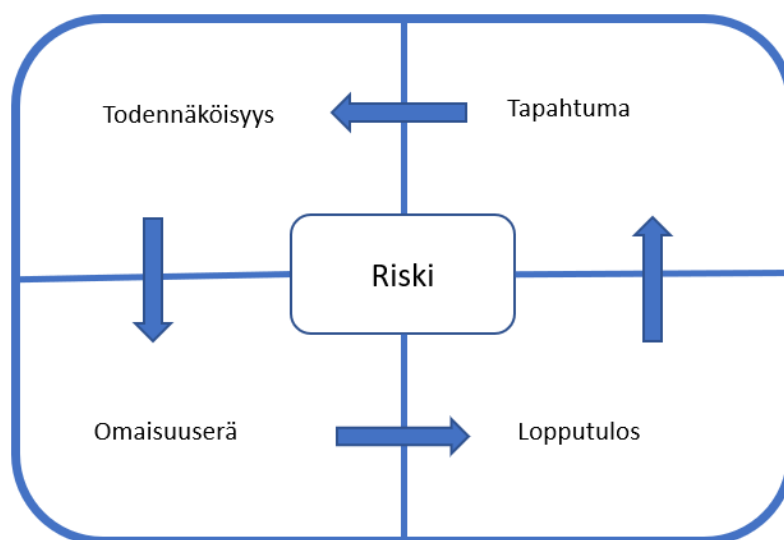 Todennäköisyys
Tapahtuma
Riski
Omaisuuserä
Lopputulos